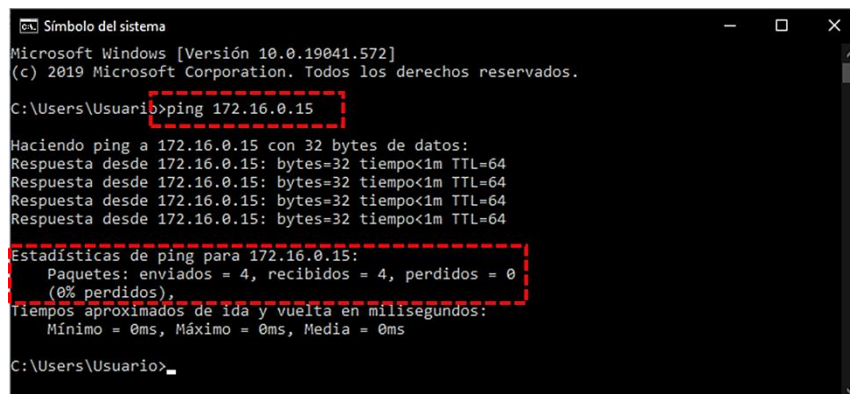 Símbolo del sistema
Microsoft Windows [Versión 10.0.19041.572]
(c) 2019 Microsoft Corporation. Todos los derechos reservados.
C:\Users\Usuario>ping 172.16.0.15
Haciendo ping a 172.16.0.15 con 32 bytes de datos:
Respuesta desde 172.16.0.15: bytes=32 tiempo<1m TTL=64
Respuesta desde 172.16.0.15: bytes=32 tiempo<1m TTL=64
Respuesta desde 172.16.0.15: bytes=32 tiempo<1m TTL=64
Respuesta desde 172.16.0.15: bytes=32 tiempo<1m TTL=64
Estadísticas de ping para 172.16.0.15:
Paquetes: enviados = 4, recibidos = 4, perdidos = 0
(0% perdidos),
Tiempos aproximados de ida y vuelta en milisegundos:
Mínimo = 0ms, Máximo = 0ms, Media = 0ms
C:\Users\Usuario>